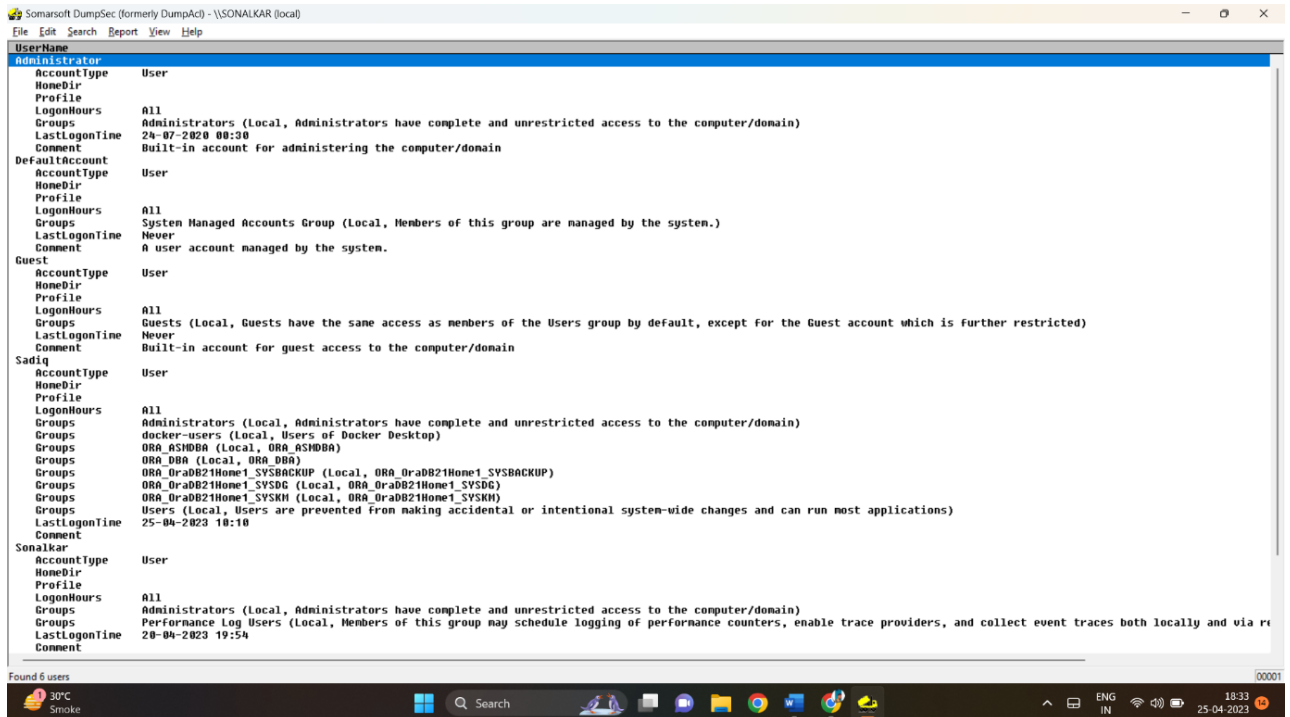 Somarsoft DumpSec (formerly DumpAcl) - \\SONALKAR (local)
File Edit Search Report View Help
UserName
Administrator
AccountType User
HomeDir
Profile
LogonHours All
Groups Administrators (Local, Administrators have complete and unrestricted access to the computer/domain)
LastLogonTime 24-07-2020 00:30
Comment Built-in account for administering the computer/domain
DefaultAccount
AccountType User
HomeDir
Profile
LogonHours All
Groups System Managed Accounts Group (Local, Members of this group are managed by the system.)
LastLogonTime Never
Comment A user account managed by the system.
Guest
AccountType User
HomeDir
Profile
LogonHours All
Groups Guests (Local, Guests have the same access as members of the Users group by default, except for the Guest account which is further restricted)
LastLogonTime Never
Comment Built-in account for guest access to the computer/domain
Sadiq
AccountType User
HomeDir
Profile
LogonHours All
Groups Administrators (Local, Administrators have complete and unrestricted access to the computer/domain)
Groups docker-users (Local, Users of Docker Desktop)
Groups ORA_ASMDBA (Local, ORA_ASMDBA)
Groups ORA_DBA (Local, ORA_DBA)
Groups ORA_OraDB21Home1_SYSBACKUP (Local, ORA_OraDB21Home1_SYSBACKUP)
Groups ORA_OraDB21Home1_SYSDG (Local, ORA_OraDB21Home1_SYSDG)
Groups ORA_OraDB21Home1_SYSKM (Local, ORA_OraDB21Home1_SYSKM)
Groups Users (Local, Users are prevented from making accidental or intentional system-wide changes and can run most applications)
LastLogonTime 25-04-2023 10:10
Comment
Sonalkar
AccountType User
HomeDir
Profile
LogonHours All
Groups Administrators (Local, Administrators have complete and unrestricted access to the computer/domain)
Groups Performance Log Users (Local, Members of this group may schedule logging of performance counters, enable trace providers, and collect event traces both locally and via re
LastLogonTime 20-04-2023 19:54
Comment
Found 6 users 00001
1 30°C
Smoke
Search
ENG
IN
18:33
25-04-2023 14